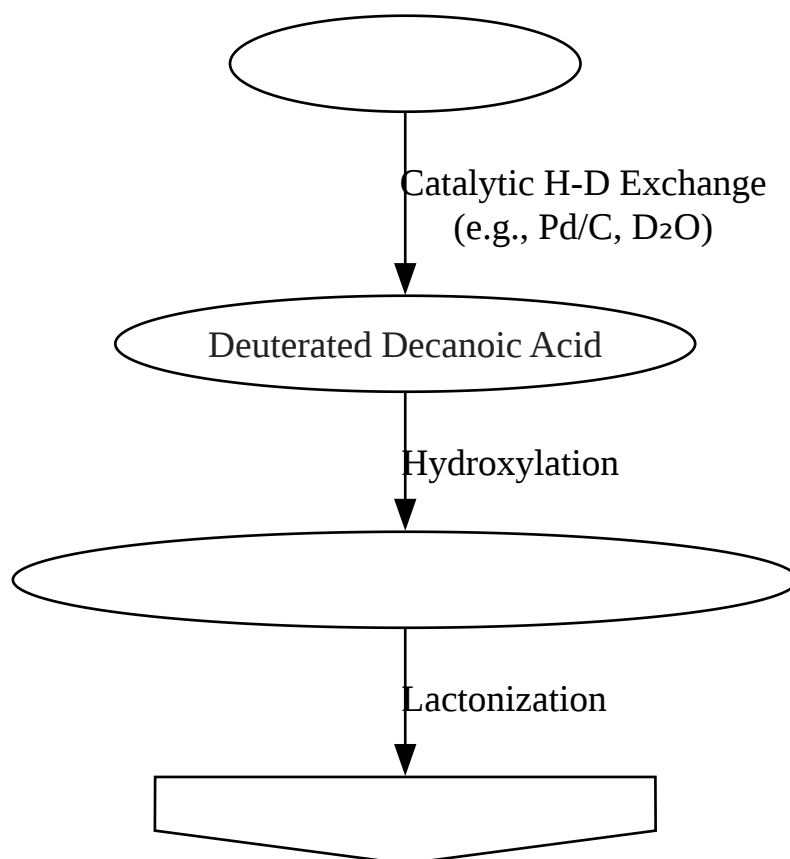 Catalytic H-D Exchange
(e.g., Pd/C, D₂O)
Deuterated Decanoic Acid
Hydroxylation
Lactonization